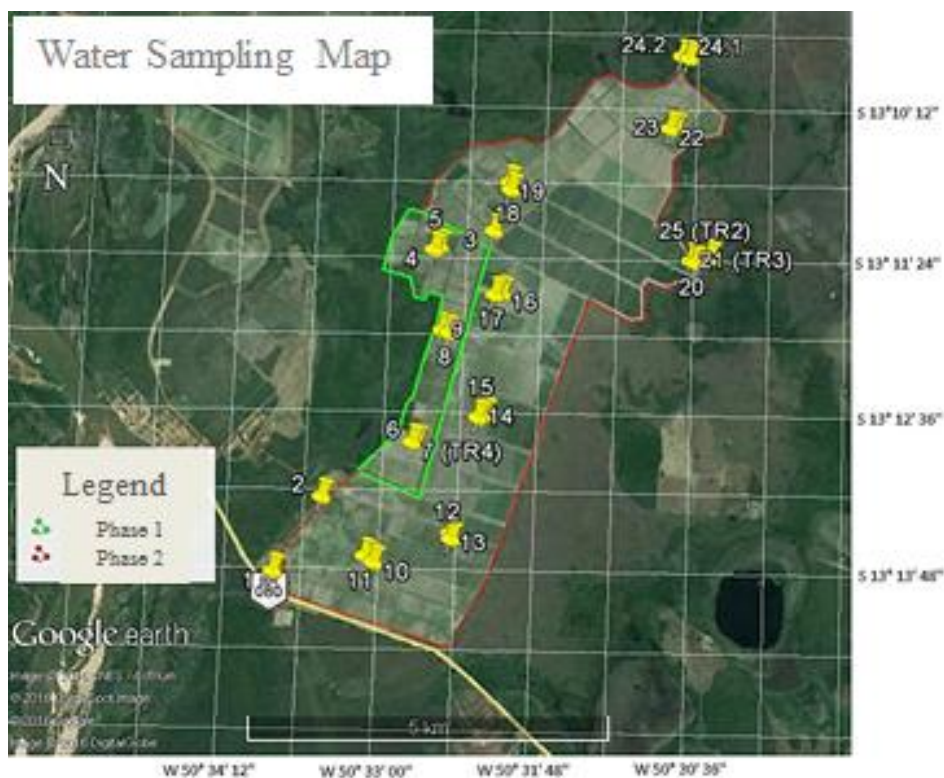 Water Sampling Map
N
24.2 24.1
S 13°10'12"
23 22
19
18
5 3
4
25 (TR2)
21 (TR3)
S 13°11'24"
20
17 16
9
8
15
14
S 13°12'36"
6
7 (TR4)
2
12
13
11 10
1
S 13°13'48"
Legend
Phase 1
Phase 2
Google earth
5 km
W 50°34'12" W 50°33'00" W 50°31'48" W 50°30'36"